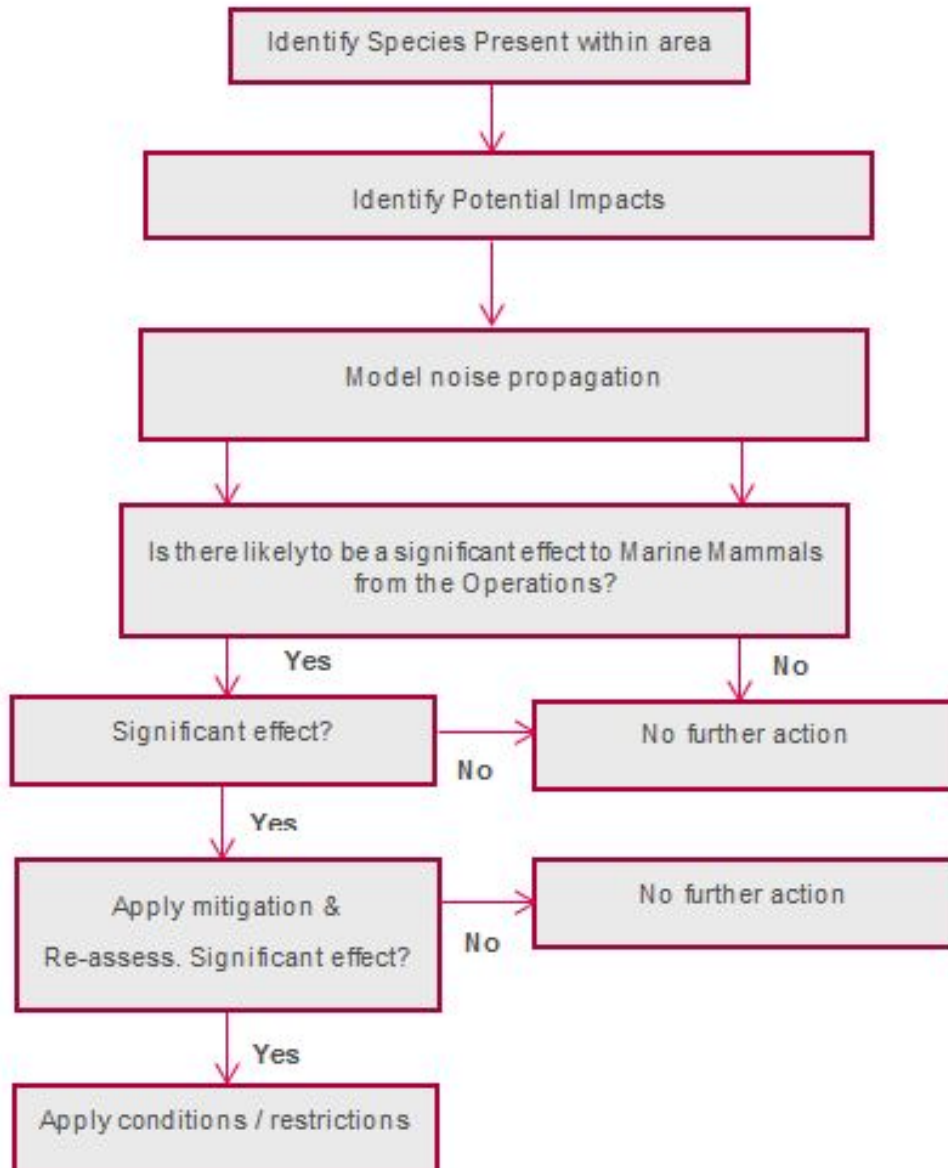 Identify Species Present within area
Identify Potential Impacts
Model noise propagation
Is there likely to be a significant effect to Marine Mammals
from the Operations?
Yes
No
Significant effect?
No
No further action
Yes
Apply mitigation &
Re-assess. Significant effect?
No
No further action
Yes
Apply conditions / restrictions